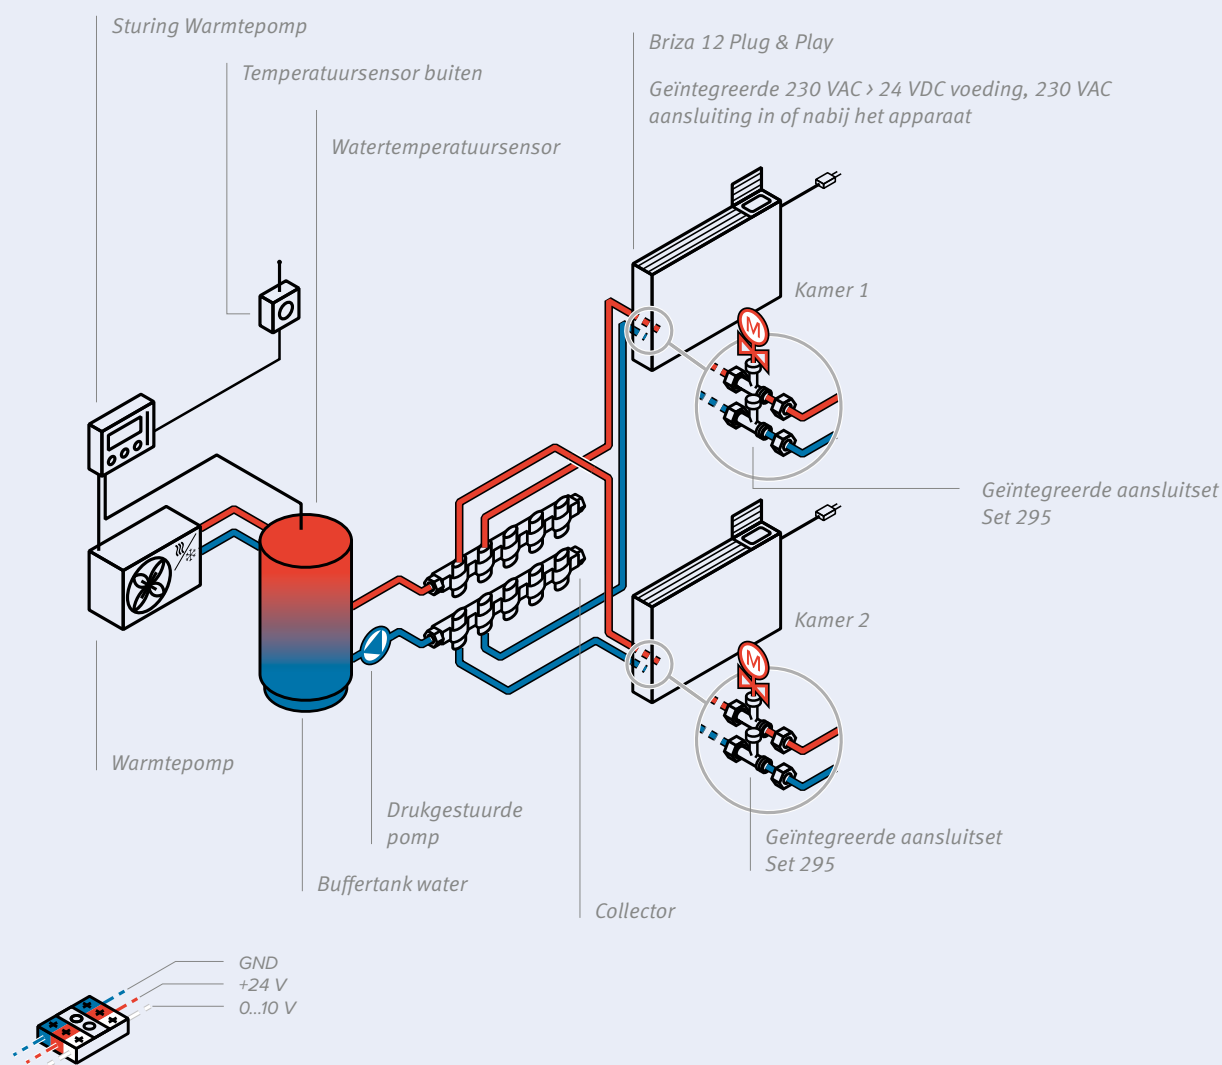 Sturing Warmtepomp
Temperatuursensor buiten
Watertemperatuursensor
Briza 12 Plug & Play
Geïntegreerde 230 VAC › 24 VDC voeding, 230 VAC
aansluiting in of nabij het apparaat
Kamer 1
M
Geïntegreerde aansluitset
Set 295
Kamer 2
M
Geïntegreerde aansluitset
Set 295
Warmtepomp
Drukgestuurde
pomp
Buffertank water
Collector
GND
+24 V
0...10 V